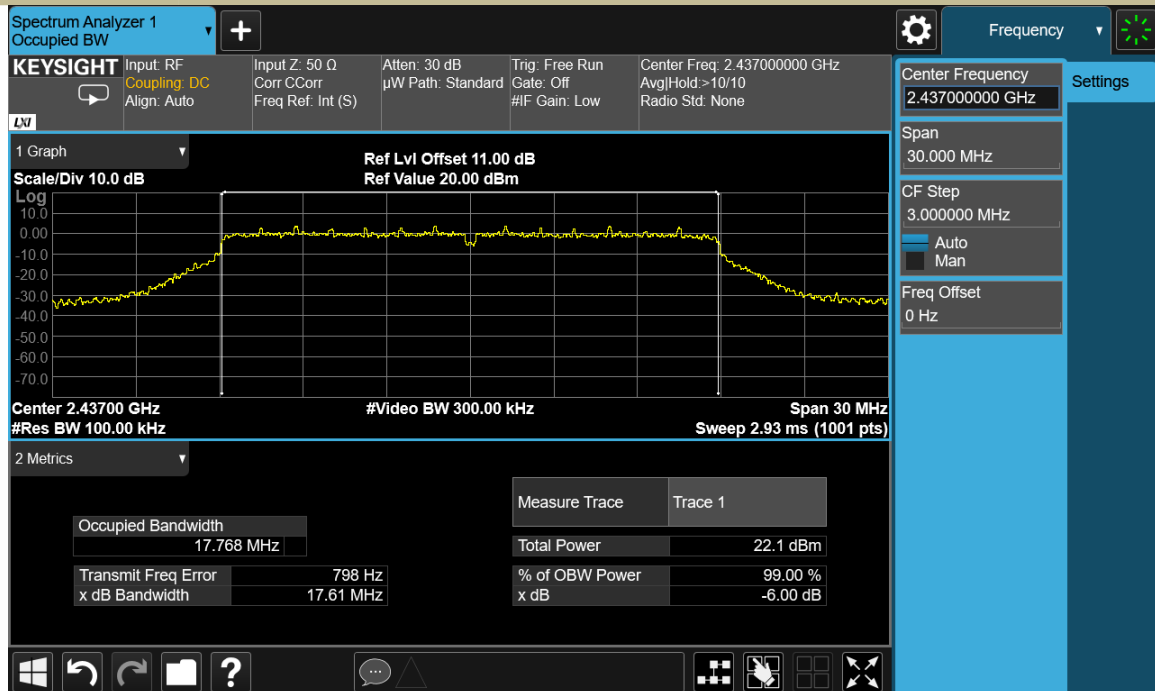 Spectrum Analyzer 1
Occupied BW
+
Frequency
KEYSIGHT
LXI
Input: RF
Coupling: DC
Align: Auto
Input Z: 50 Ω
Corr CCorr
Freq Ref: Int (S)
Atten: 30 dB
µW Path: Standard
Trig: Free Run
Gate: Off
#IF Gain: Low
Center Freq: 2.437000000 GHz
Avg|Hold:>10/10
Radio Std: None
Center Frequency
2.437000000 GHz
Settings
Span
30.000 MHz
CF Step
3.000000 MHz
Auto
Man
Freq Offset
0 Hz
1 Graph
Scale/Div 10.0 dB
Ref Lvl Offset 11.00 dB
Ref Value 20.00 dBm
Log
10.0
0.00
-10.0
-20.0
-30.0
-40.0
-50.0
-60.0
-70.0
Center 2.43700 GHz
#Video BW 300.00 kHz
Span 30 MHz
#Res BW 100.00 kHz
Sweep 2.93 ms (1001 pts)
2 Metrics
Measure Trace
Trace 1
Occupied Bandwidth
17.768 MHz
Total Power
22.1 dBm
Transmit Freq Error
798 Hz
% of OBW Power
99.00 %
x dB Bandwidth
17.61 MHz
x dB
-6.00 dB
?